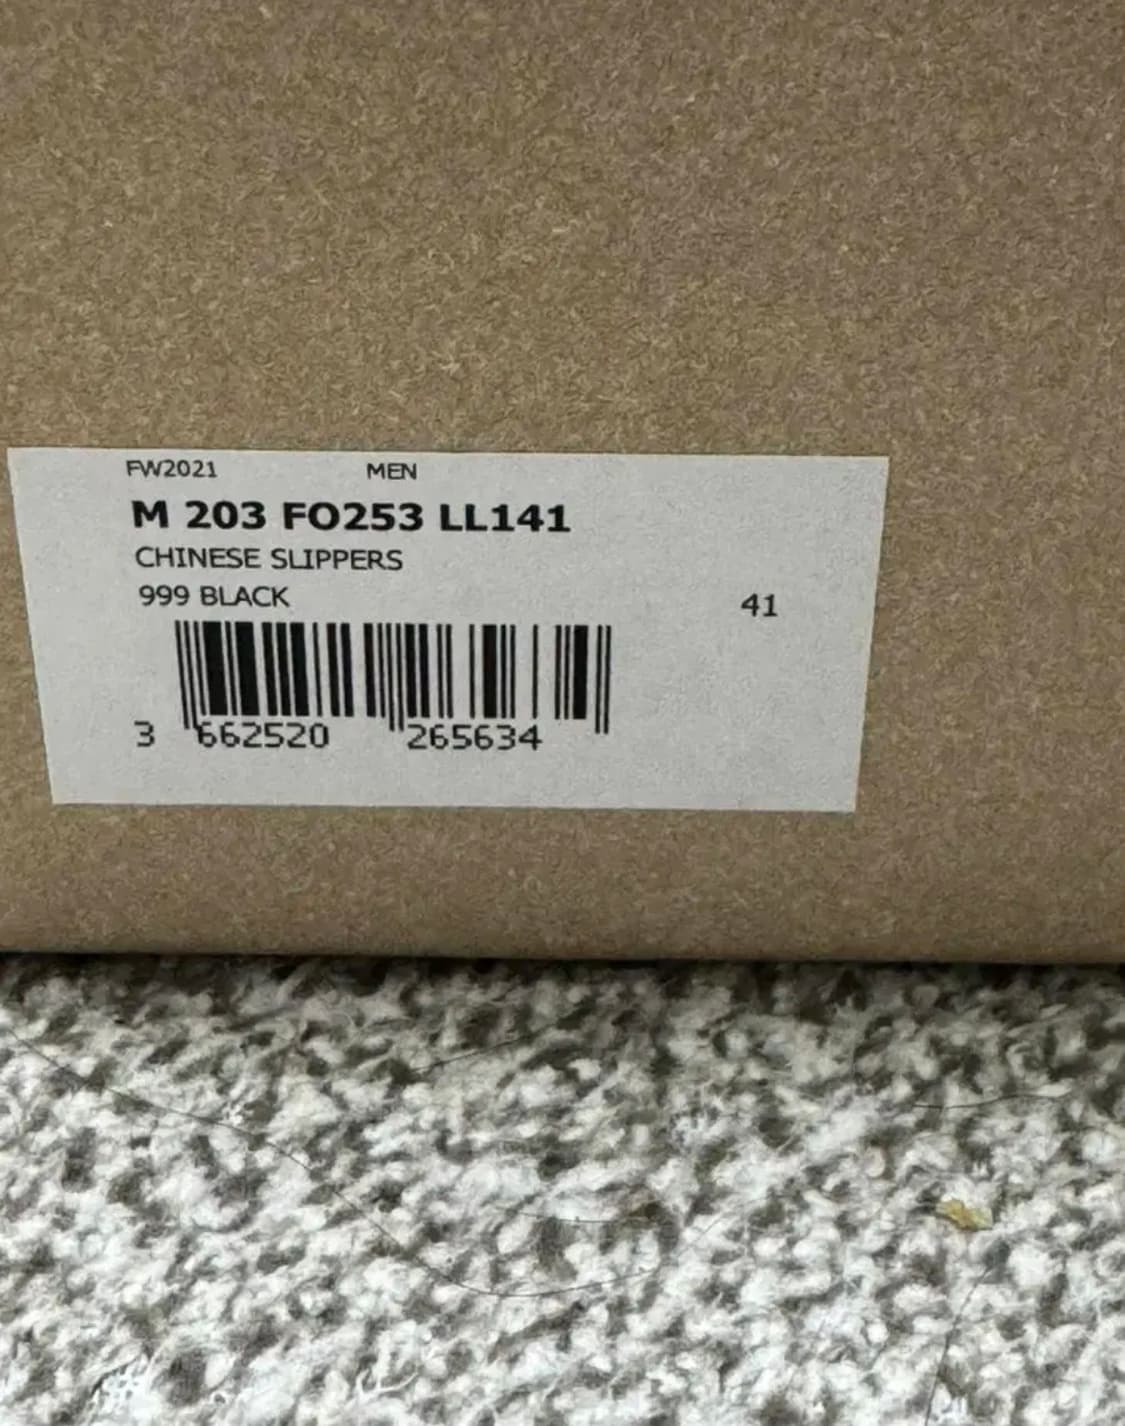 FW2021 MEN
M 203 FO253 LL141
CHINESE SLIPPERS
999 BLACK
41
3 662520 265634